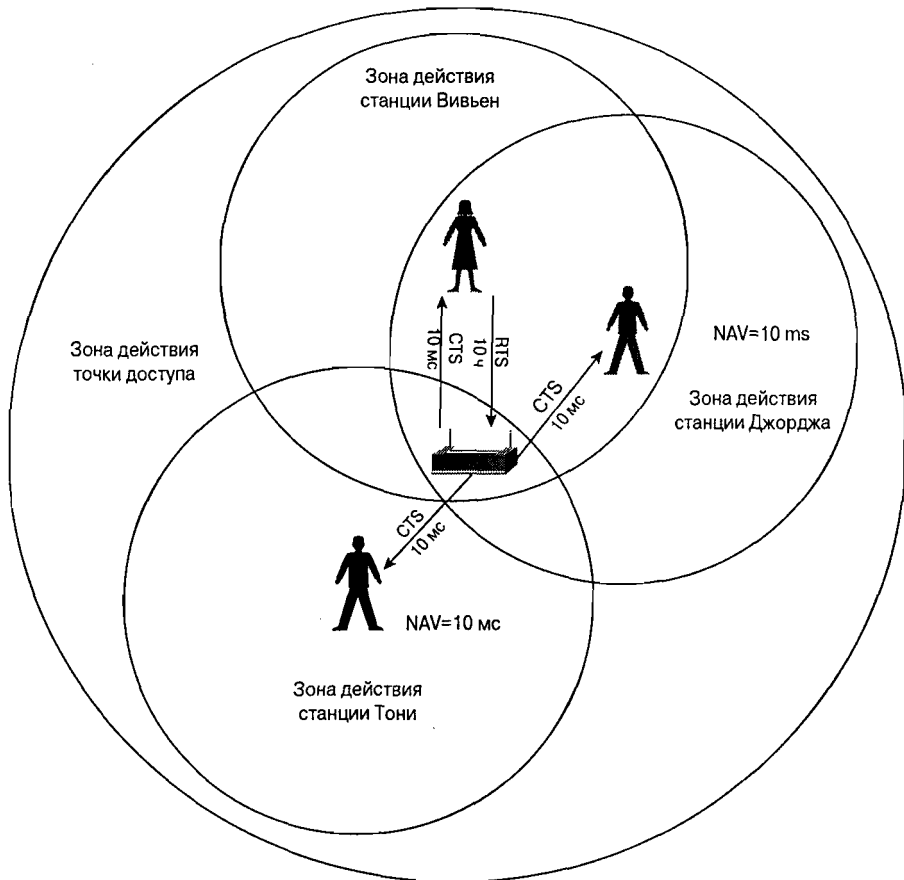 Зона действия
станции Вивьен
Зона действия
точки доступа
10 мс
CTS
RTS
10 ч
CTS
10 мс
NAV=10 ms
Зона действия
станции Джорджа
CTS
10 мс
NAV=10 мс
Зона действия
станции Тони